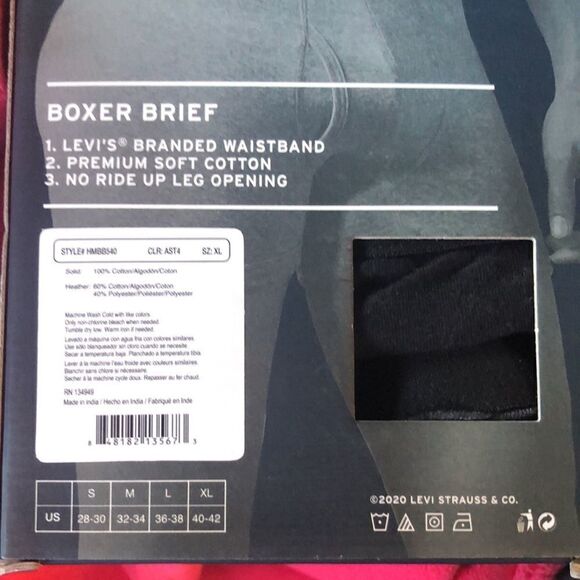 BOXER BRIEF
1. LEVI'S® BRANDED WAISTBAND
2. PREMIUM SOFT COTTON
3. NO RIDE UP LEG OPENING
STYLE# HMBB540 CLR: AST4 SZ: XL
Solid: 100% Cotton/Algodón/Coton
Heather: 60% Cotton/Algodón/Coton
40% Polyester/Poliéster/Polyester
Machine Wash Cold with like colors.
Only non-chlorine bleach when needed.
Tumble dry low. Warm iron if needed.
Lavado a máquina con agua fria con colores similares.
Use sólo blanqueador sin cloro cuando se necesite
Secar a temperatura baja. Planchado a temperatura tibia.
Laver à la machine l'eau froide avec couleurs similaires.
Blanchir sans chlore si nécessaire.
Sècher à la machine cycle doux. Repasser au fer chaud.
RN 134949
Made in India / Hecho en India / Fabriqué en Inde
8 48182 13567 3
S M L XL
US 28-30 32-34 36-38 40-42
©2020 LEVI STRAUSS & CO.